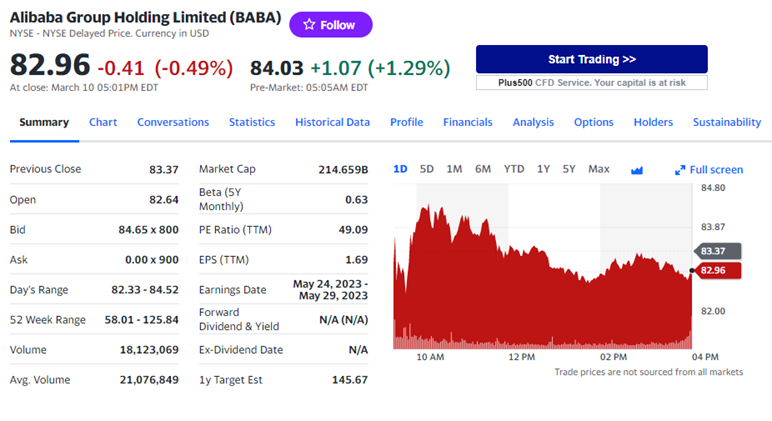 Alibaba Group Holding Limited (BABA)
Follow
NYSE - NYSE Delayed Price. Currency in USD
82.96 -0.41 (-0.49%)
At close: March 10 05:01PM EDT
84.03 +1.07 (+1.29%)
Pre-Market: 05:05AM EDT
Start Trading >>
Plus500 CFD Service. Your capital is at risk
Summary Chart Conversations Statistics Historical Data Profile Financials Analysis Options Holders Sustainability
Previous Close 83.37
Open 82.64
Bid 84.65 x 800
Ask 0.00 x 900
Day's Range 82.33 - 84.52
52 Week Range 58.01 - 125.84
Volume 18,123,069
Avg. Volume 21,076,849
Market Cap 214.659B
Beta (5Y
Monthly) 0.63
PE Ratio (TTM) 49.09
EPS (TTM) 1.69
Earnings Date May 24, 2023 -
May 29, 2023
Forward
Dividend & Yield N/A (N/A)
Ex-Dividend Date N/A
1y Target Est 145.67
1D 5D 1M 6M YTD 1Y 5Y Max Full screen
84.80
83.87
83.37
82.96
82.00
10 AM 12 PM 02 PM 04 PM
Trade prices are not sourced from all markets